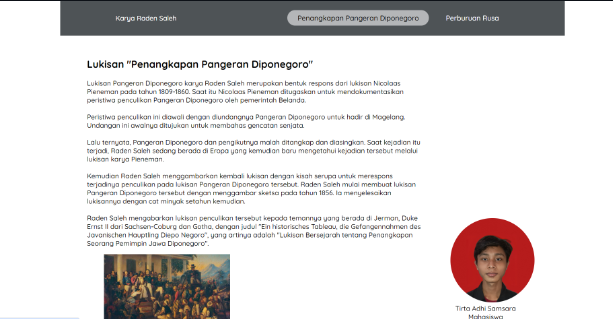 Karya Raden Saleh
Penangkapan Pangeran Diponegoro
Perburuan Rusa
Lukisan "Penangkapan Pangeran Diponegoro"
Lukisan Pangeran Diponegoro karya Raden Saleh merupakan bentuk respons dari lukisan Nicolaas
Pieneman pada tahun 1809-1860. Saat itu Nicolaas Pieneman ditugaskan untuk mendokumentasikan
peristiwa penculikan Pangeran Diponegoro oleh pemerintah Belanda.
Peristiwa penculikan ini diawali dengan diundangnya Pangeran Diponegoro untuk hadir di Magelang.
Undangan ini awalnya ditujukan untuk membahas gencatan senjata.
Lalu ternyata, Pangeran Diponegoro dan pengikutnya malah ditangkap dan diasingkan. Saat kejadian itu
terjadi, Raden Saleh sedang berada di Eropa yang kemudian baru mengetahui kejadian tersebut melalui
lukisan karya Pieneman.
Kemudian Raden Saleh menggambarkan kembali lukisan dengan kisah serupa untuk merespons
terjadinya penculikan pada lukisan Pangeran Diponegoro tersebut. Raden Saleh mulai membuat lukisan
Pangeran Diponegoro tersebut dengan menggambar sketsa pada tahun 1856. Ia menyelesaikan
lukisannya dengan cat minyak setahun kemudian.
Raden Saleh mengabarkan lukisan penculikan tersebut kepada temannya yang berada di Jerman, Duke
Ernst II dari Sachsen-Coburg dan Gotha, dengan judul "Ein historisches Tableau, die Gefangennahmen des
Javanischen Hauptling Diepo Negoro", yang artinya adalah "Lukisan Bersejarah tentang Penangkapan
Seorang Pemimpin Jawa Diponegoro".
Tirta Adhi Samsara
Mahasiswa